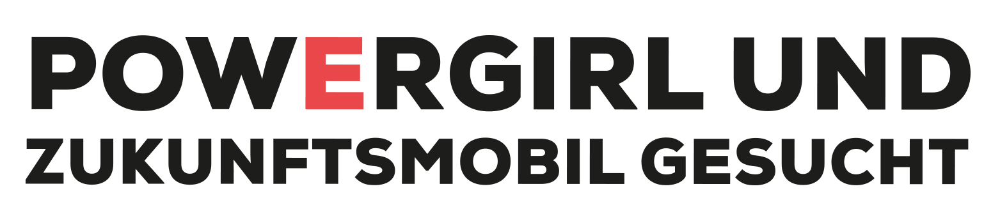 POWERGIRL UND
ZUKUNFTSMOBIL GESUCHT